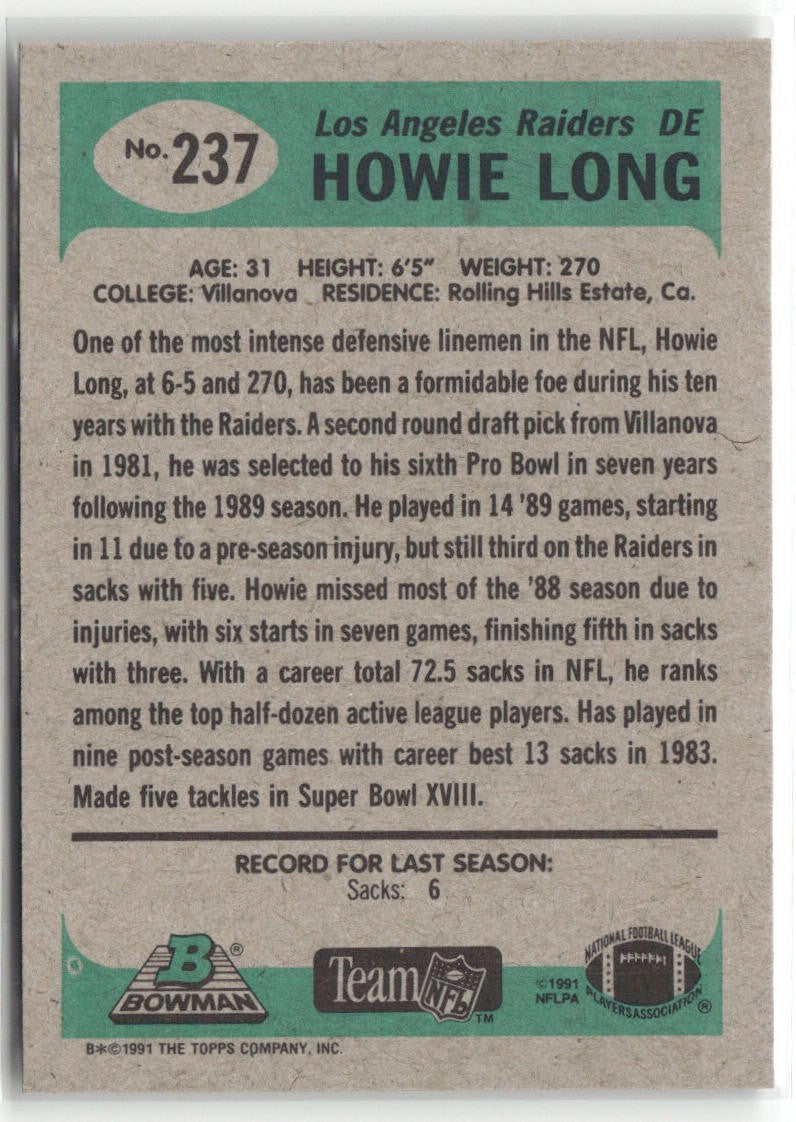 No. 237
Los Angeles Raiders DE
HOWIE LONG
AGE: 31 HEIGHT: 6'5" WEIGHT: 270
COLLEGE: Villanova RESIDENCE: Rolling Hills Estate, Ca.
One of the most intense defensive linemen in the NFL, Howie
Long, at 6-5 and 270, has been a formidable foe during his ten
years with the Raiders. A second round draft pick from Villanova
in 1981, he was selected to his sixth Pro Bowl in seven years
following the 1989 season. He played in 14 '89 games, starting
in 11 due to a pre-season injury, but still third on the Raiders in
sacks with five. Howie missed most of the '88 season due to
injuries, with six starts in seven games, finishing fifth in sacks
with three. With a career total 72.5 sacks in NFL, he ranks
among the top half-dozen active league players. Has played in
nine post-season games with career best 13 sacks in 1983.
Made five tackles in Super Bowl XVIII.
RECORD FOR LAST SEASON:
Sacks: 6
B BOWMAN ®
Team NFL TM
©1991
NFLPA
NATIONAL FOOTBALL LEAGUE
PLAYERS ASSOCIATION ®
B*©1991 THE TOPPS COMPANY, INC.